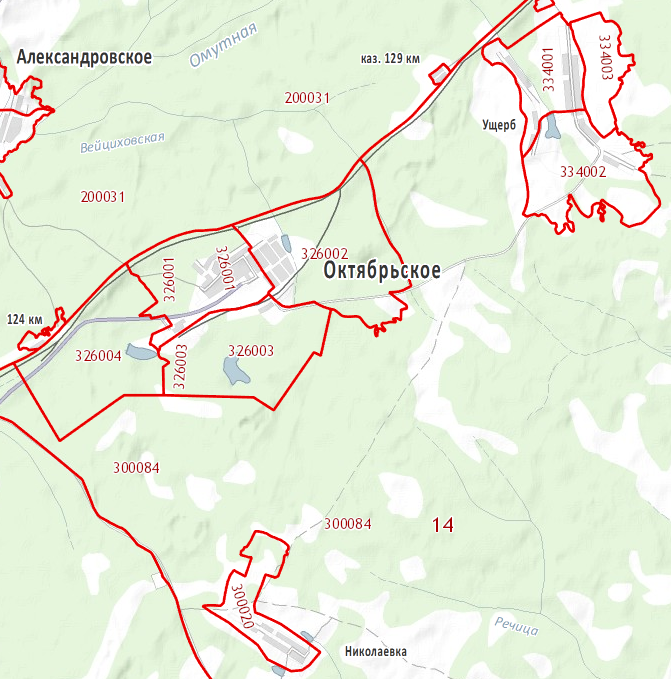 Омутная
Александровское
каз. 129 км
334001
334003
200031
Ущерб
Вейциховская
334002
200031
326001
326001
326002
Октябрьское
124 км
326004
326003
326003
300084
300084
14
300020
Речица
Николаевка